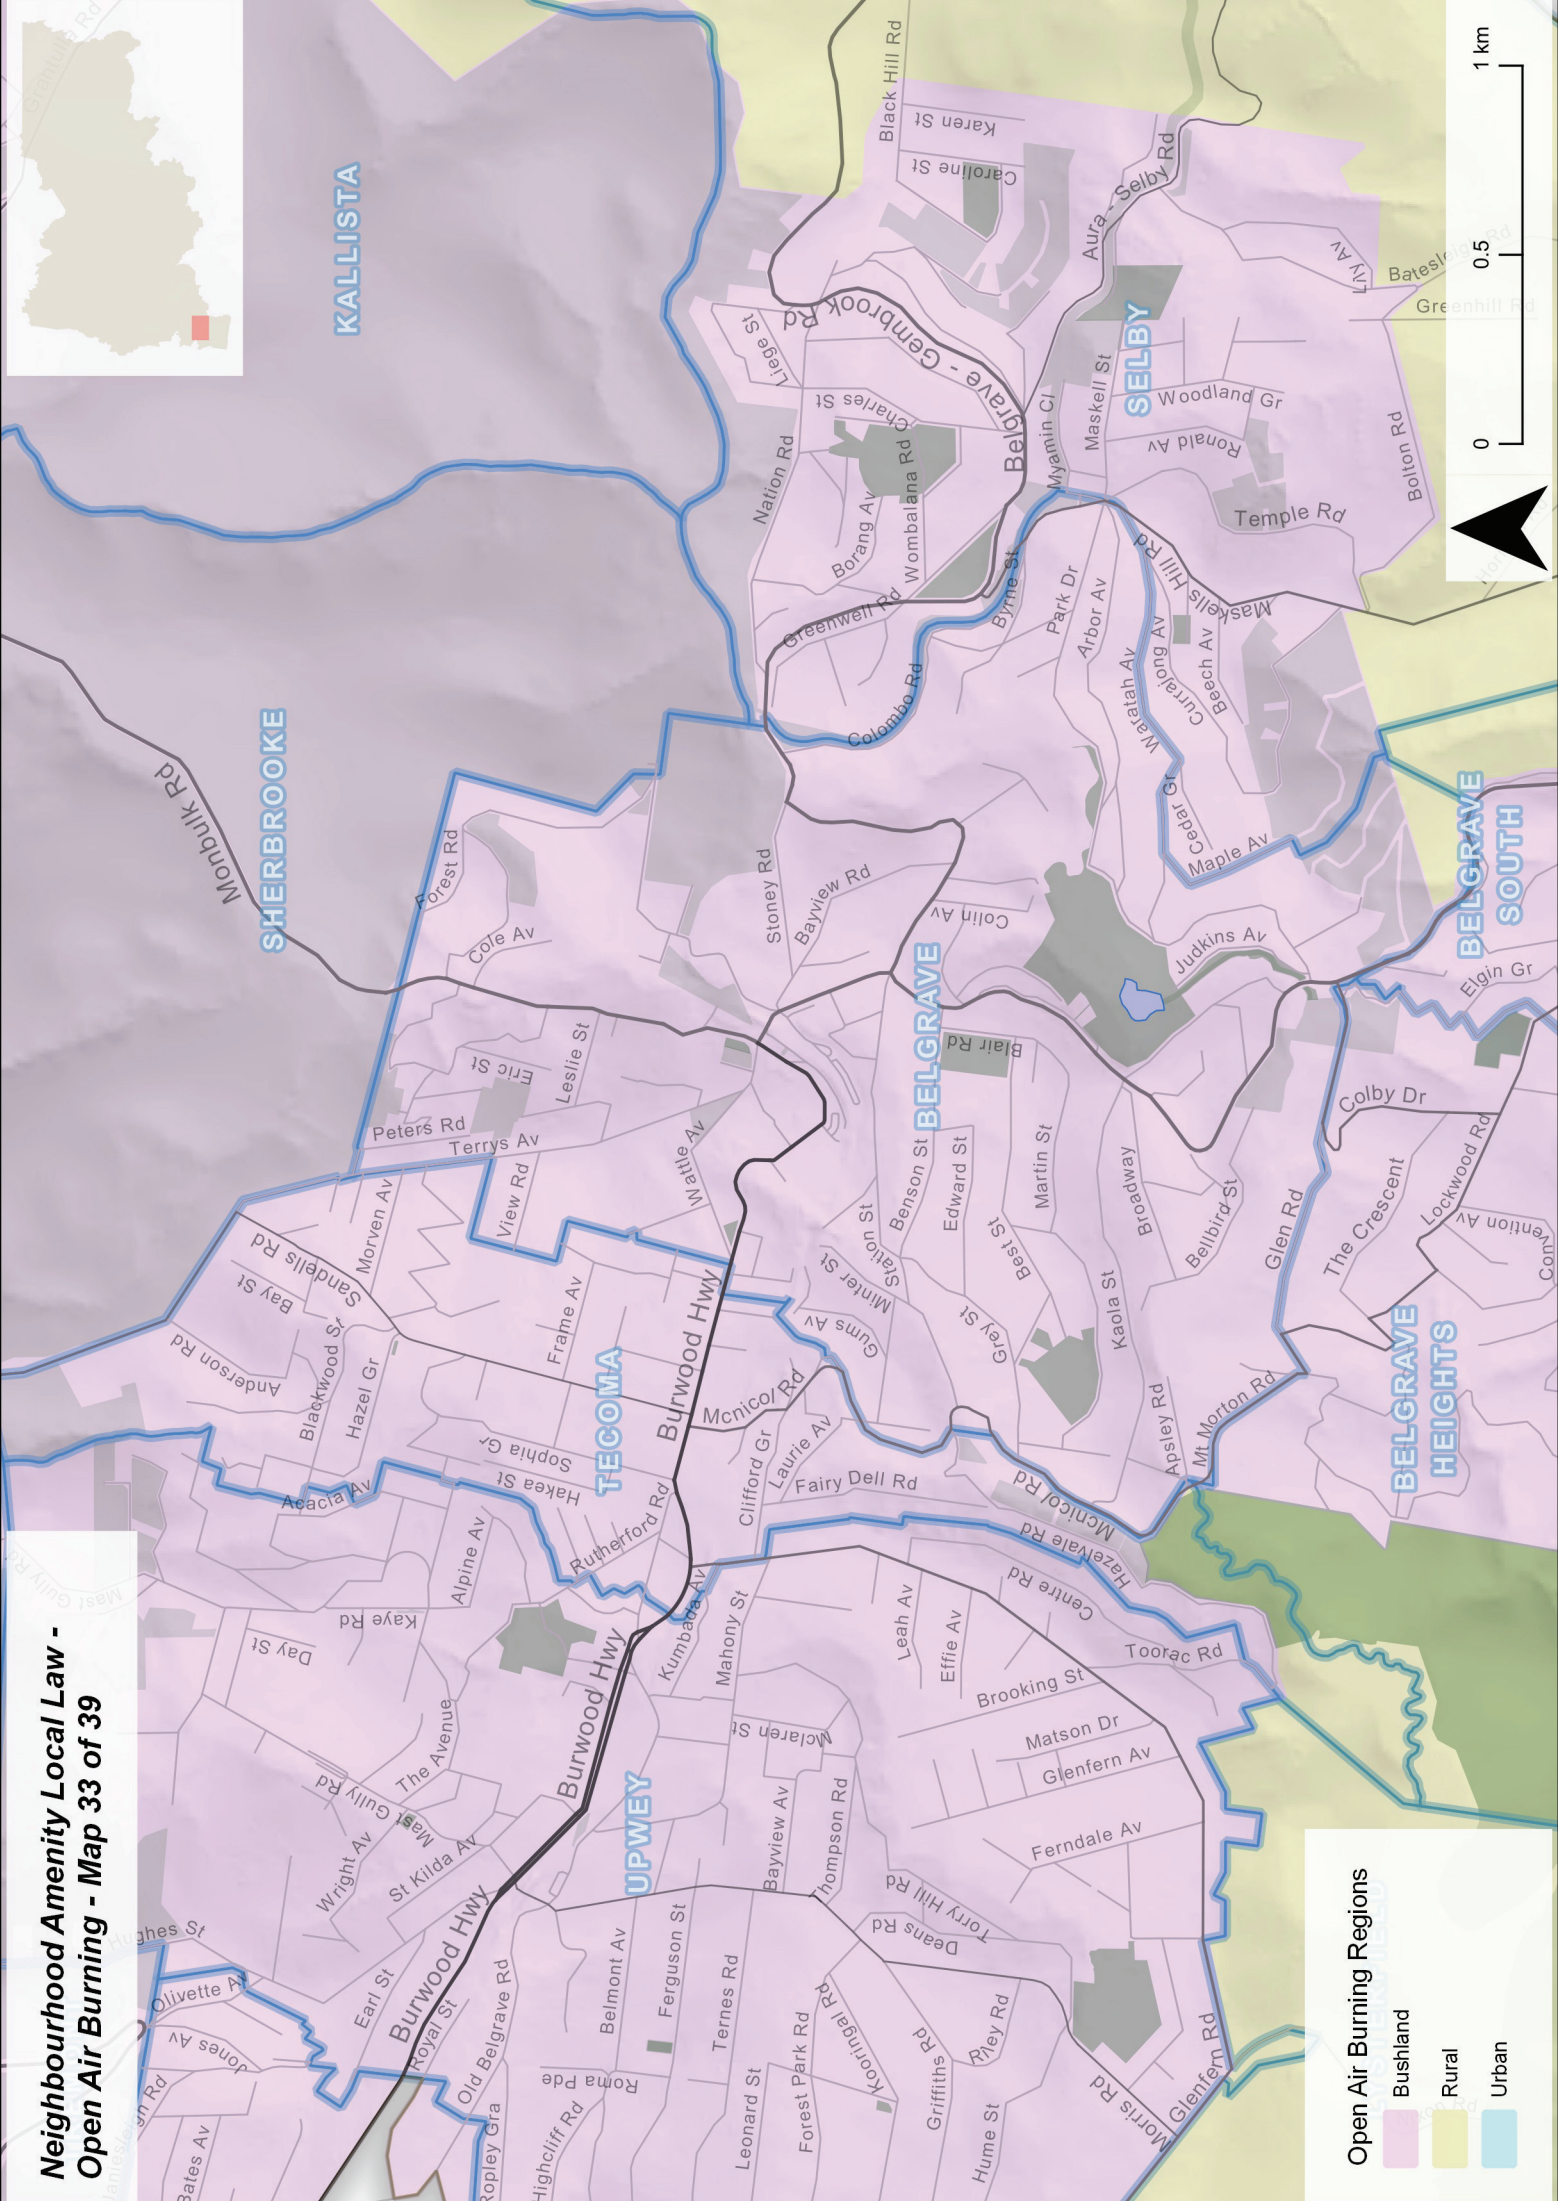 Neighbourhood Amenity Local Law -
Open Air Burning - Map 33 of 39
KALLISTA
SHERBROOKE
Monbulk Rd
Forest Rd
Cole Av
Eric St
Leslie St
Peters Rd
Terrys Av
View Rd
Wattle Av
Morven Av
Sandells Rd
Bay St
Anderson Rd
Blackwood St
Hazel Gr
Frame Av
TECOMA
Sophia Gr
Hakea St
Acacia Av
Rutherford Rd
Alpine Av
Kaye Rd
Day St
The Avenue
Mast Gully Rd
Mast Gully Rd
Wright Av
St Kilda Av
Hughes St
Olivette Av
Jones Av
Bates Av
Earl St
Royal St
Burwood Hwy
Burwood Hwy
Burwood Hwy
Old Belgrave Rd
Ropley Gra
Highcliff Rd
Roma Pde
Belmont Av
Ferguson St
Ternes Rd
Leonard St
Forest Park Rd
Kooringal Rd
Griffiths Rd
Hume St
Riley Rd
Morris Rd
Glenfern Rd
Deans Rd
Torry Hill Rd
UPWEY
Kumbada Av
Mahony St
Mclaren St
Bayview Av
Thompson Rd
Leah Av
Effie Av
Brooking St
Matson Dr
Glenfern Av
Ferndale Av
Toorac Rd
Centre Rd
Hazelvale Rd
Mcnicol Rd
Mcnicol Rd
Clifford Gr
Laurie Av
Fairy Dell Rd
Gums Av
Minter St
Station St
Benson St
Edward St
Best St
Grey St
Martin St
Kaola St
Broadway
Bellbird St
Apsley Rd
Mt Morton Rd
Glen Rd
Colby Dr
The Crescent
Lockwood Rd
BELGRAVE
HEIGHTS
BELGRAVE
Blair Rd
Colin Av
Judkins Av
Elgin Gr
BELGRAVE
SOUTH
Stoney Rd
Bayview Rd
Colombo Rd
Greenwell Rd
Byrne St
Park Dr
Arbor Av
Waratah Av
Currajong Av
Beech Av
Cedar Gr
Maple Av
Maskells Hill Rd
Nation Rd
Borang Av
Wombalana Rd
Charles St
Liege St
Belgrave - Gembrook Rd
Myamin Cl
Maskell St
SELBY
Woodland Gr
Ronald Av
Temple Rd
Bolton Rd
Lily Av
Greenhill Rd
Aura - Selby Rd
Caroline St
Karen St
Black Hill Rd
0 0.5 1 km
Open Air Burning Regions
Bushland
Rural
Urban